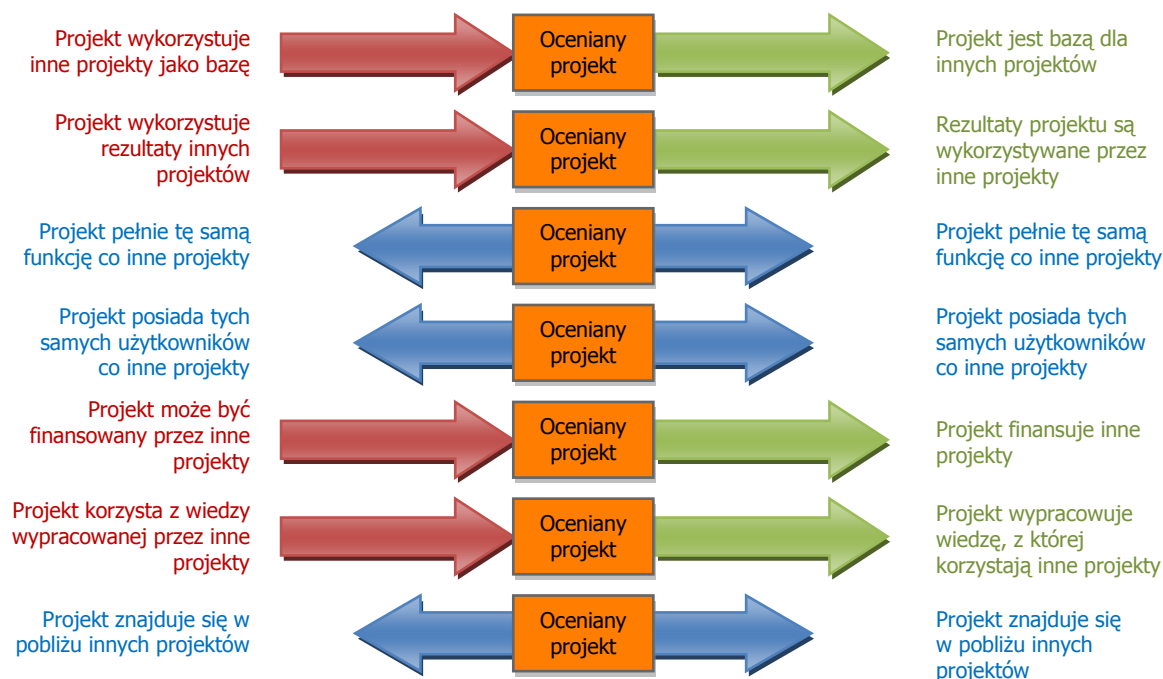 Projekt wykorzystuje
inne projekty jako bazę
Oceniany
projekt
Projekt jest bazą dla
innych projektów
Projekt wykorzystuje
rezultaty innych
projektów
Oceniany
projekt
Rezultaty projektu są
wykorzystywane przez
inne projekty
Projekt pełnie tę samą
funkcję co inne projekty
Oceniany
projekt
Projekt pełnie tę samą
funkcję co inne projekty
Projekt posiada tych
samych użytkowników
co inne projekty
Oceniany
projekt
Projekt posiada tych
samych użytkowników
co inne projekty
Projekt może być
finansowany przez inne
projekty
Oceniany
projekt
Projekt finansuje inne
projekty
Projekt korzysta z wiedzy
wypracowanej przez inne
projekty
Oceniany
projekt
Projekt wypracowuje
wiedzę, z której
korzystają inne projekty
Projekt znajduje się w
pobliżu innych projektów
Oceniany
projekt
Projekt znajduje się
w pobliżu innych
projektów